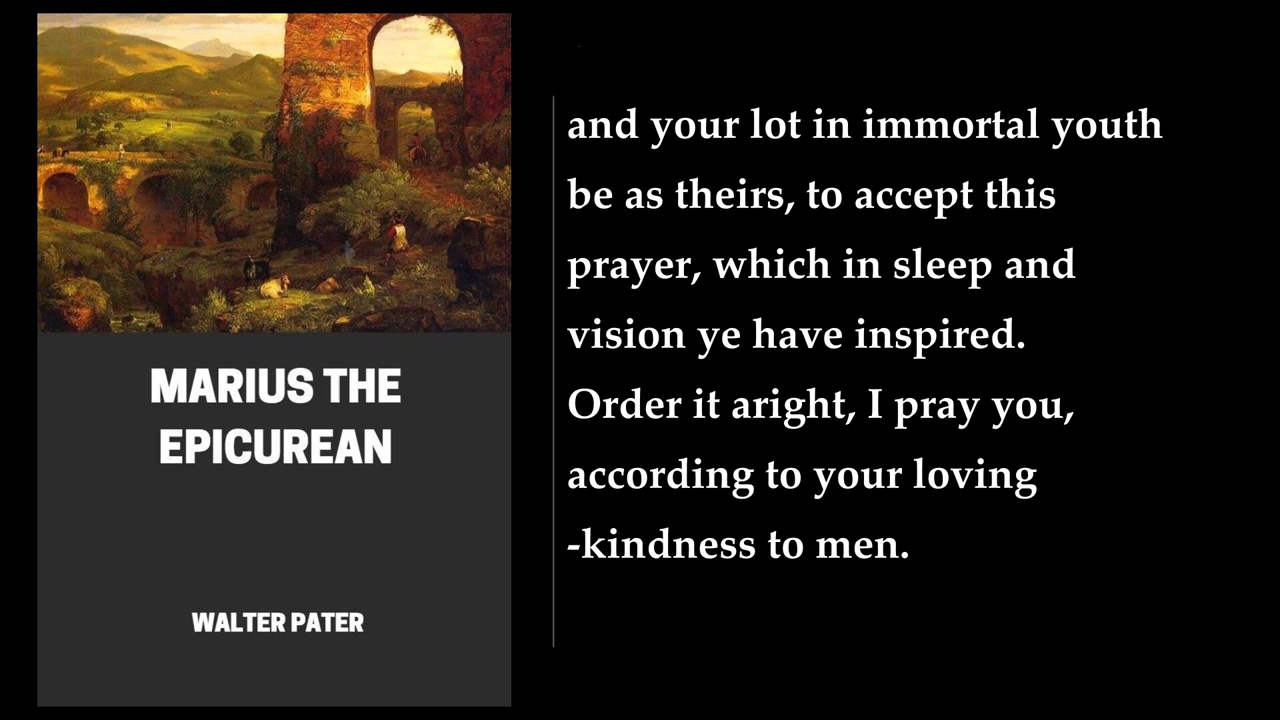 MARIUS THE
EPICUREAN
WALTER PATER
and your lot in immortal youth
be as theirs, to accept this
prayer, which in sleep and
vision ye have inspired.
Order it aright, I pray you,
according to your loving
-kindness to men.